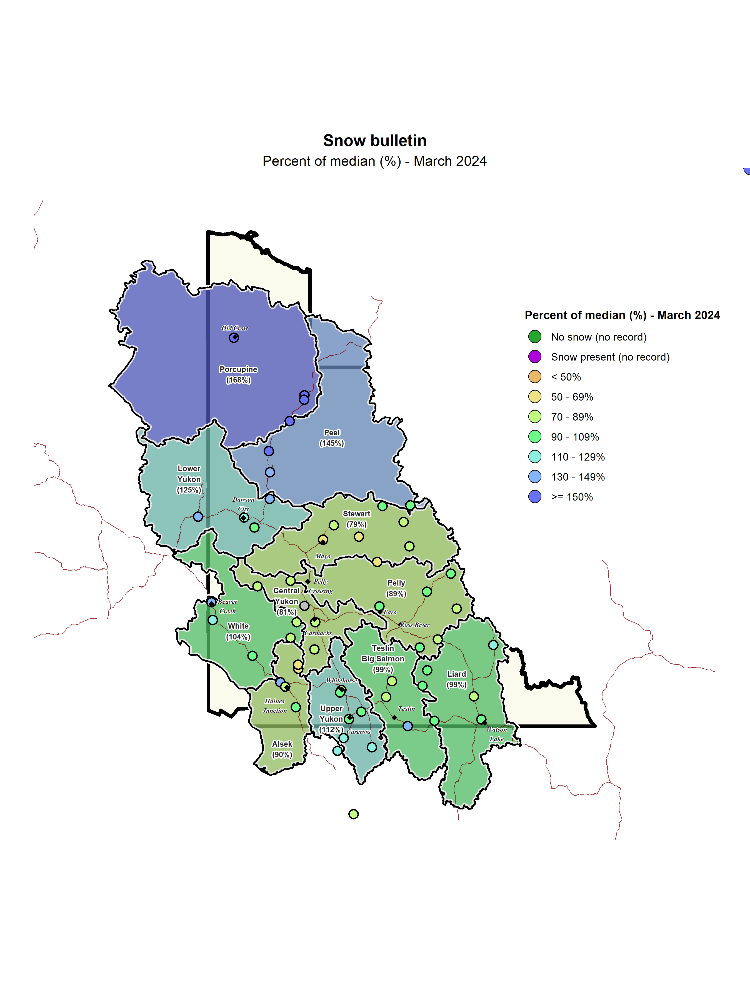 Snow bulletin
Percent of median (%) - March 2024
Percent of median (%) - March 2024
No snow (no record)
Snow present (no record)
< 50%
50 - 69%
70 - 89%
90 - 109%
110 - 129%
130 - 149%
>= 150%
Old Crow
Porcupine
(168%)
Peel
(145%)
Lower
Yukon
(125%)
Dawson
City
Stewart
(79%)
Mayo
Pelly
Crossing
Pelly
(89%)
Central
Yukon
(81%)
Beaver
Creek
Faro
White
(104%)
Ross River
Carmacks
Teslin
Big Salmon
(99%)
Liard
(99%)
Whitehorse
Haines
Junction
Upper
Yukon
(112%)
Teslin
Carcross
Watson
Lake
Alsek
(90%)